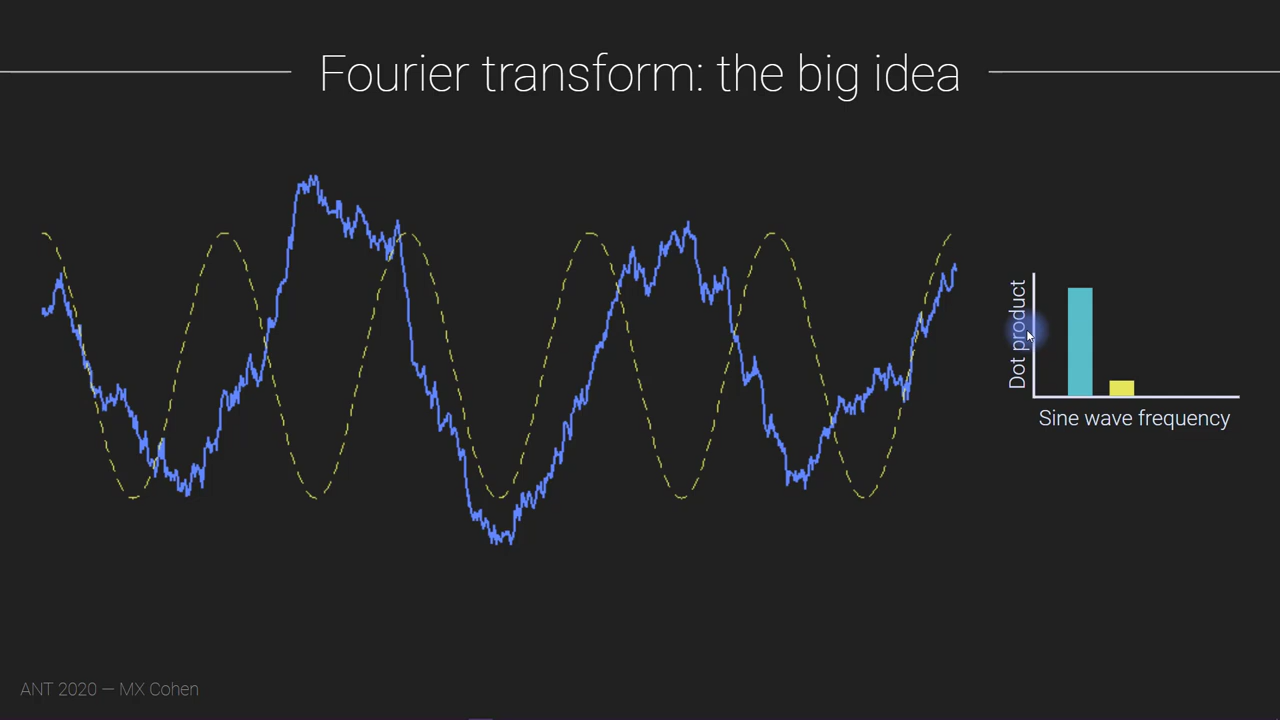 Fourier transform: the big idea
Dot product
Sine wave frequency
ANT 2020 — MX Cohen